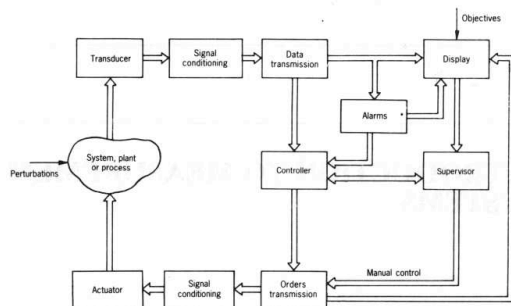 Objectives
Transducer
Signal
conditioning
Data
transmission
Display
Alarms
System, plant
or process
Perturbations
Controller
Supervisor
Manual control
Actuator
Signal
conditioning
Orders
transmission